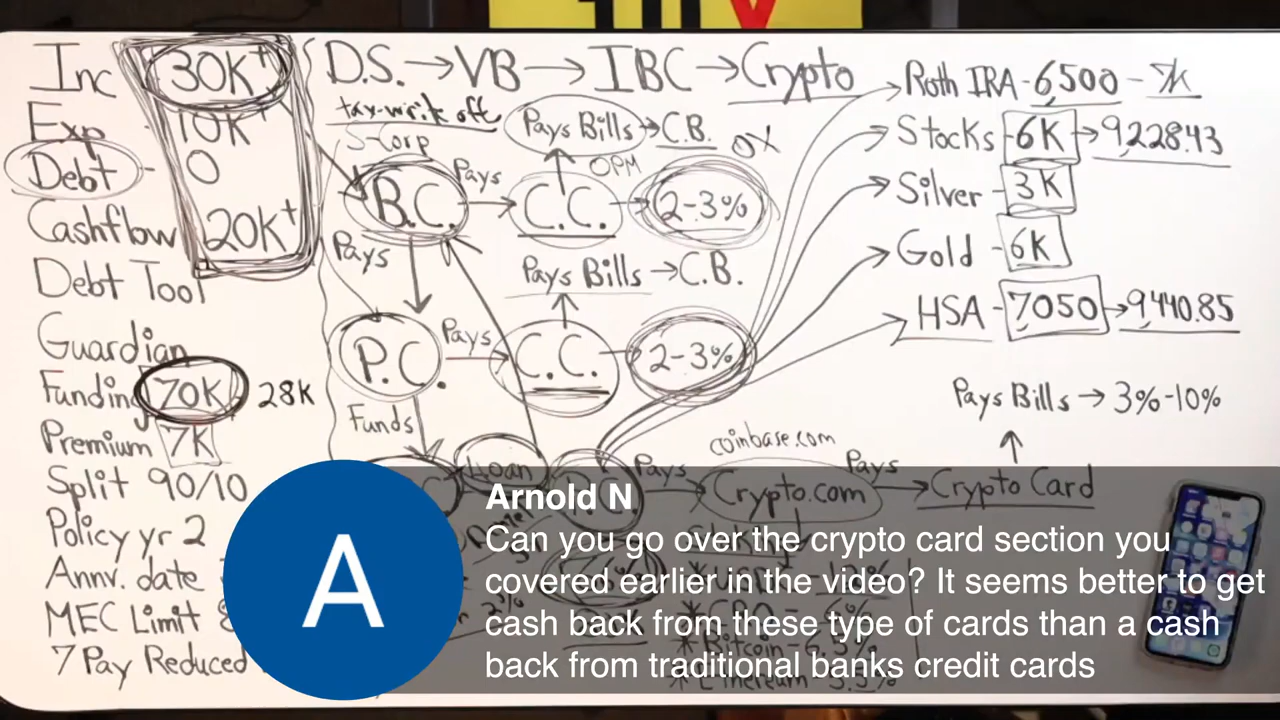 Inc 30K+
Exp - 10K+
Debt - 0
Cashflow 20K+
Debt Tool
Guardian
Funding 70K 28K
Premium 7K
Split 90/10
Policy yr 2
Annv. date
MEC Limit
7 Pay Reduced
D.S. → VB → IBC → Crypto
tax-write off
S-Corp
Pays Bills → C.B. 0%
OPM
B.C. Pays → C.C. → 2-3%
Pays
Pays Bills → C.B.
P.C. Pays → C.C. → 2-3%
Funds
Loan
Pays
coinbase.com
Crypto.com
Pays
→ Crypto Card
Pays Bills → 3%-10%
Roth IRA - 6500 - 7K
Stocks - 6K → 9,228.43
Silver - 3K
Gold - 6K
HSA - 7050 → 9,440.85
A
Arnold N
Can you go over the crypto card section you
covered earlier in the video? It seems better to get
cash back from these type of cards than a cash
back from traditional banks credit cards